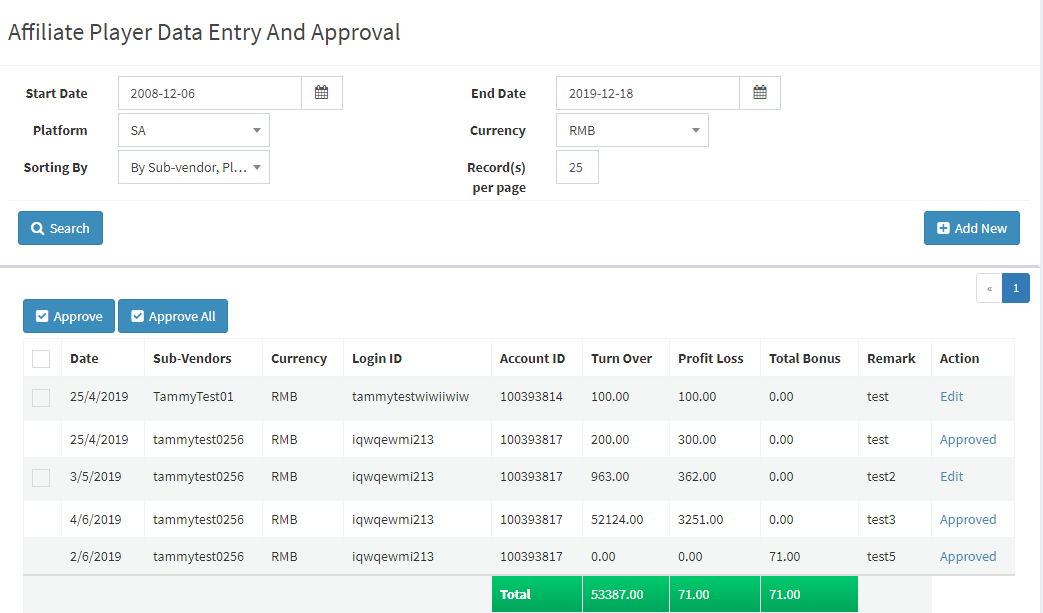 Affiliate Player Data Entry And Approval
Start Date 2008-12-06 End Date 2019-12-18
Platform SA Currency RMB
Sorting By By Sub-vendor, Pl... Record(s) per page 25
Search Add New
« 1
Approve Approve All
Date Sub-Vendors Currency Login ID Account ID Turn Over Profit Loss Total Bonus Remark Action
25/4/2019 TammyTest01 RMB tammytestwiwiiwiw 100393814 100.00 100.00 0.00 test Edit
25/4/2019 tammytest0256 RMB iqwqewmi213 100393817 200.00 300.00 0.00 test Approved
3/5/2019 tammytest0256 RMB iqwqewmi213 100393817 963.00 362.00 0.00 test2 Edit
4/6/2019 tammytest0256 RMB iqwqewmi213 100393817 52124.00 3251.00 0.00 test3 Approved
2/6/2019 tammytest0256 RMB iqwqewmi213 100393817 0.00 0.00 71.00 test5 Approved
Total 53387.00 71.00 71.00